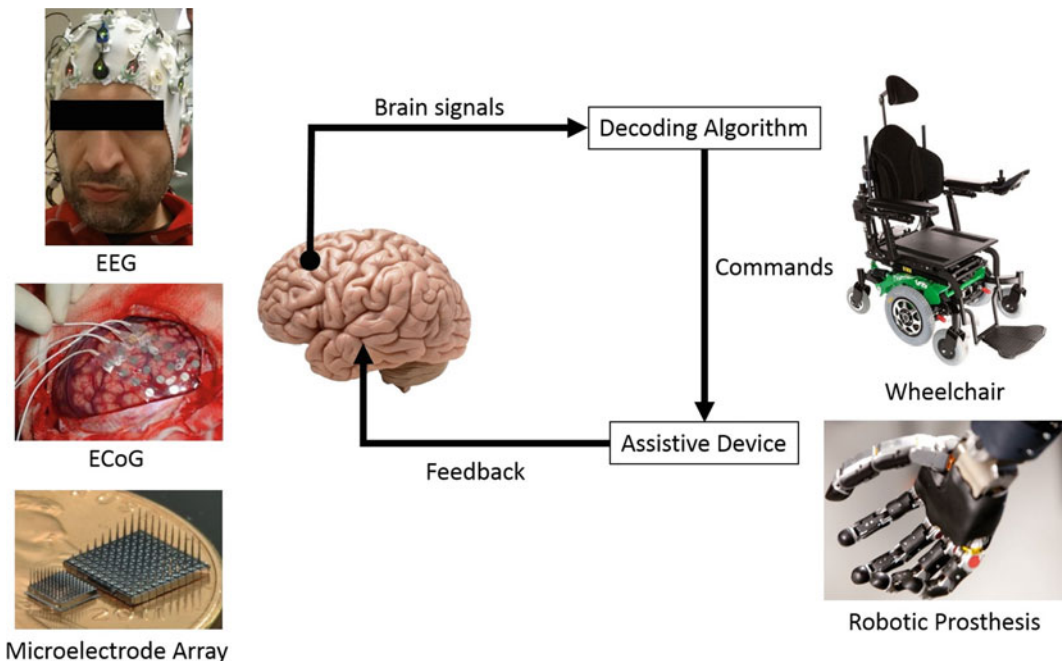 EEG
ECoG
Microelectrode Array
Brain signals
Decoding Algorithm
Commands
Assistive Device
Feedback
Wheelchair
Robotic Prosthesis